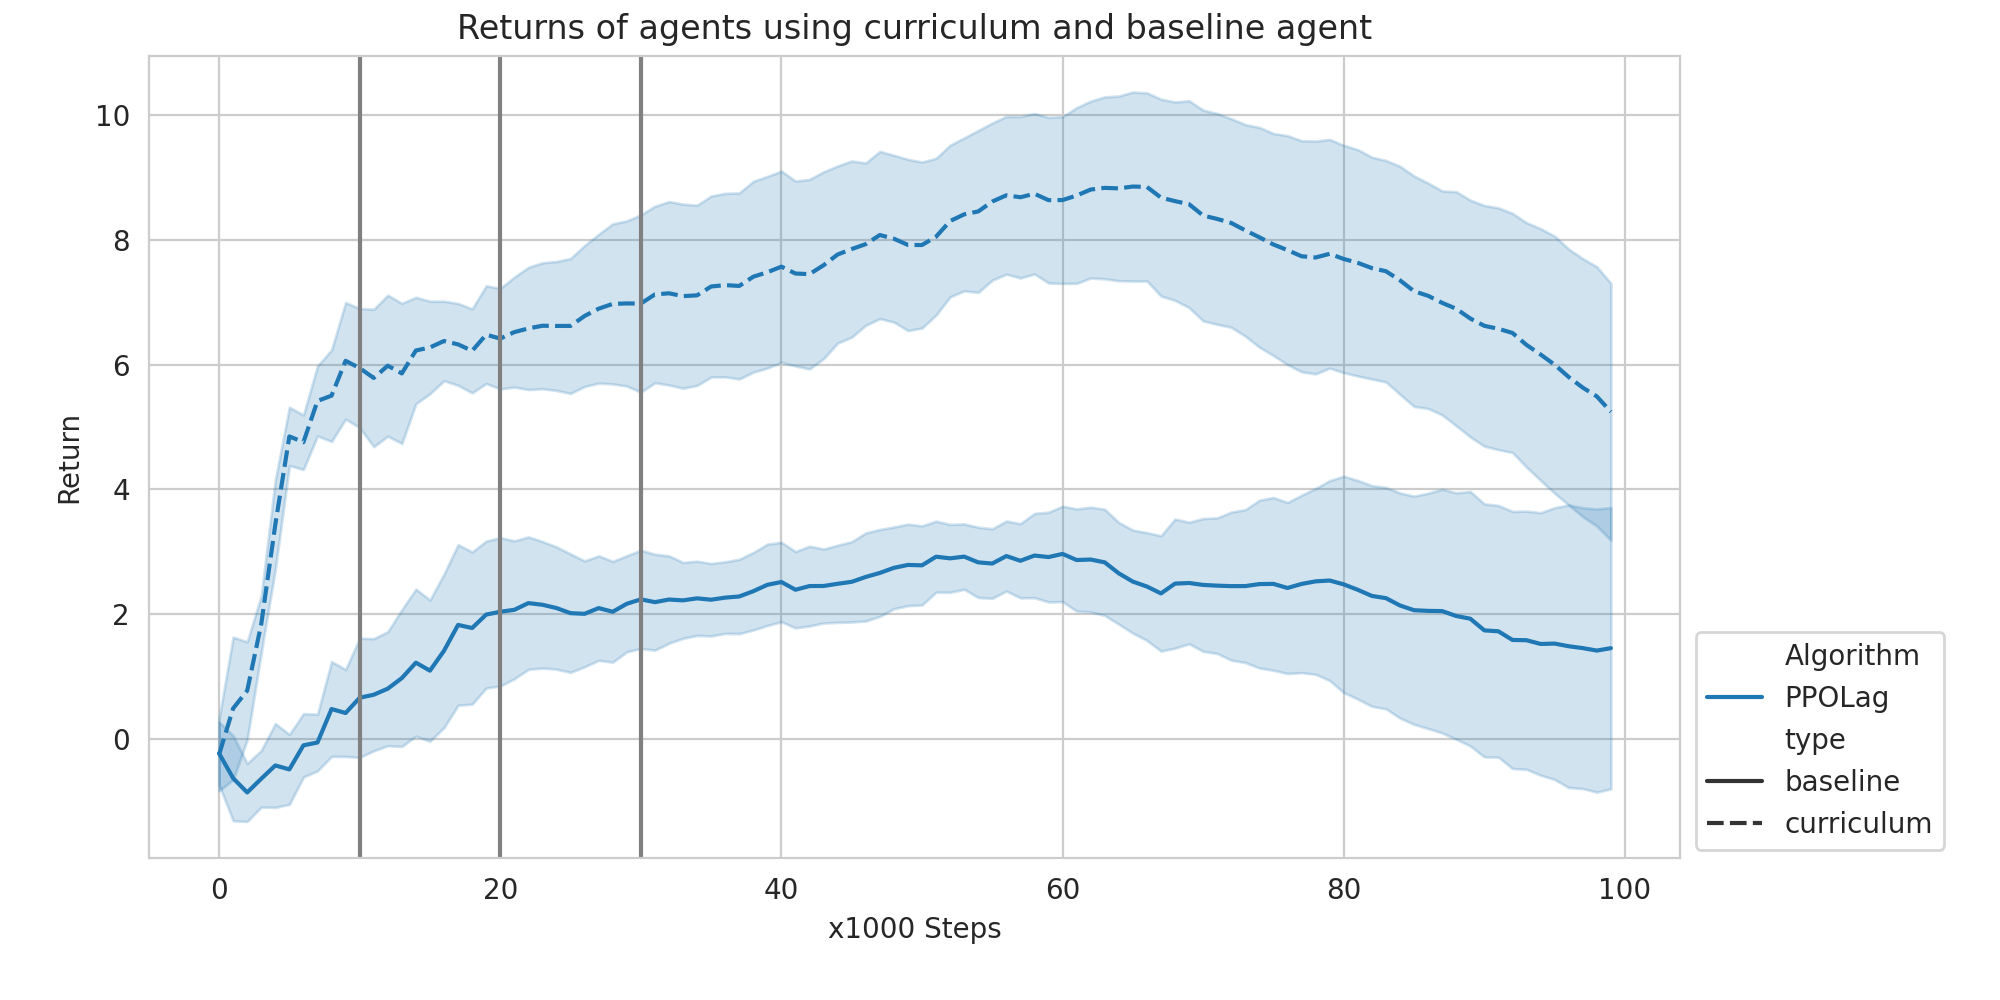 Returns of agents using curriculum and baseline agent
10
8
6
4
2
0
Return
0 20 40 60 80 100
x1000 Steps
Algorithm
PPOLag
type
baseline
curriculum